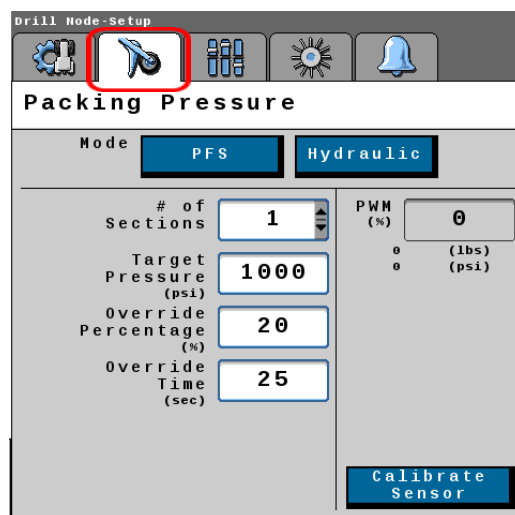 Drill Node-Setup
Packing Pressure
Mode
PFS
Hydraulic
# of
Sections
1
Target
Pressure
(psi)
1000
Override
Percentage
(%)
20
Override
Time
(sec)
25
PWM
(%)
0
0 (lbs)
0 (psi)
Calibrate
Sensor